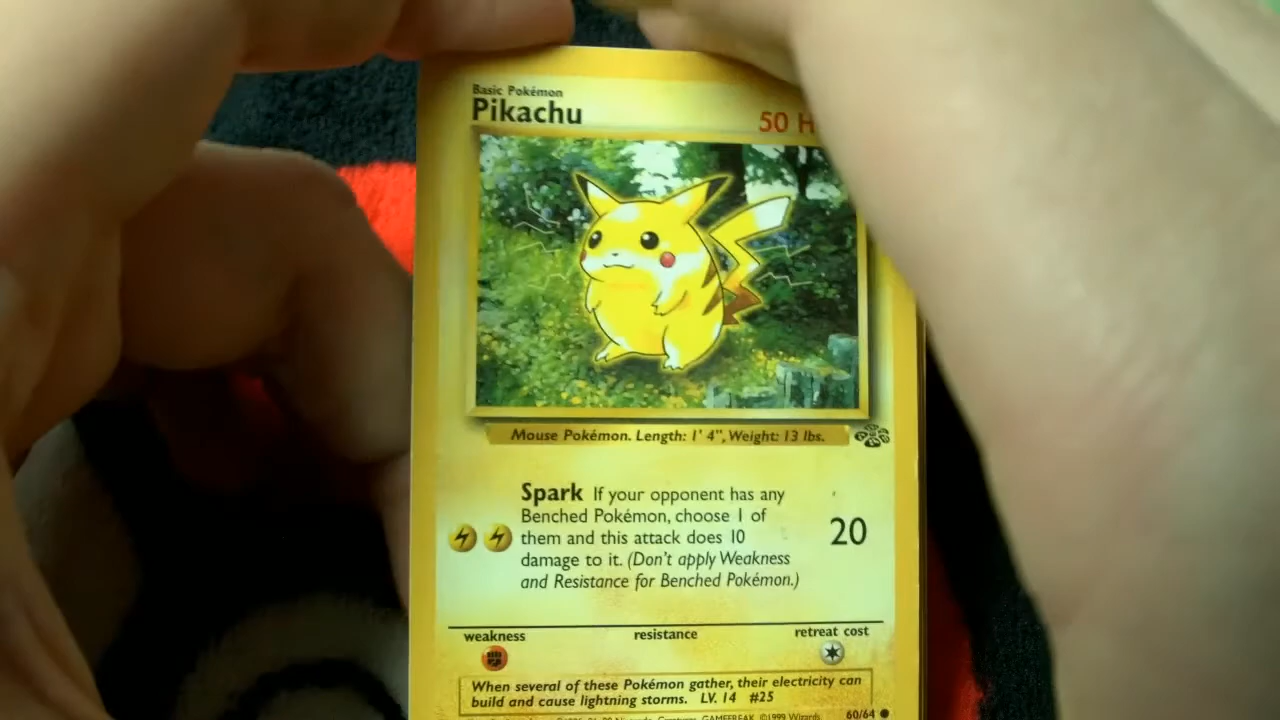 Basic Pokémon
Pikachu
50 H
Mouse Pokémon. Length: 1' 4", Weight: 13 lbs.
Spark If your opponent has any
Benched Pokémon, choose 1 of
them and this attack does 10
damage to it. (Don't apply Weakness
and Resistance for Benched Pokémon.)
20
weakness resistance retreat cost
When several of these Pokémon gather, their electricity can
build and cause lightning storms. LV. 14 #25
GAMEFREAK. ©1999 Wizards
60/64